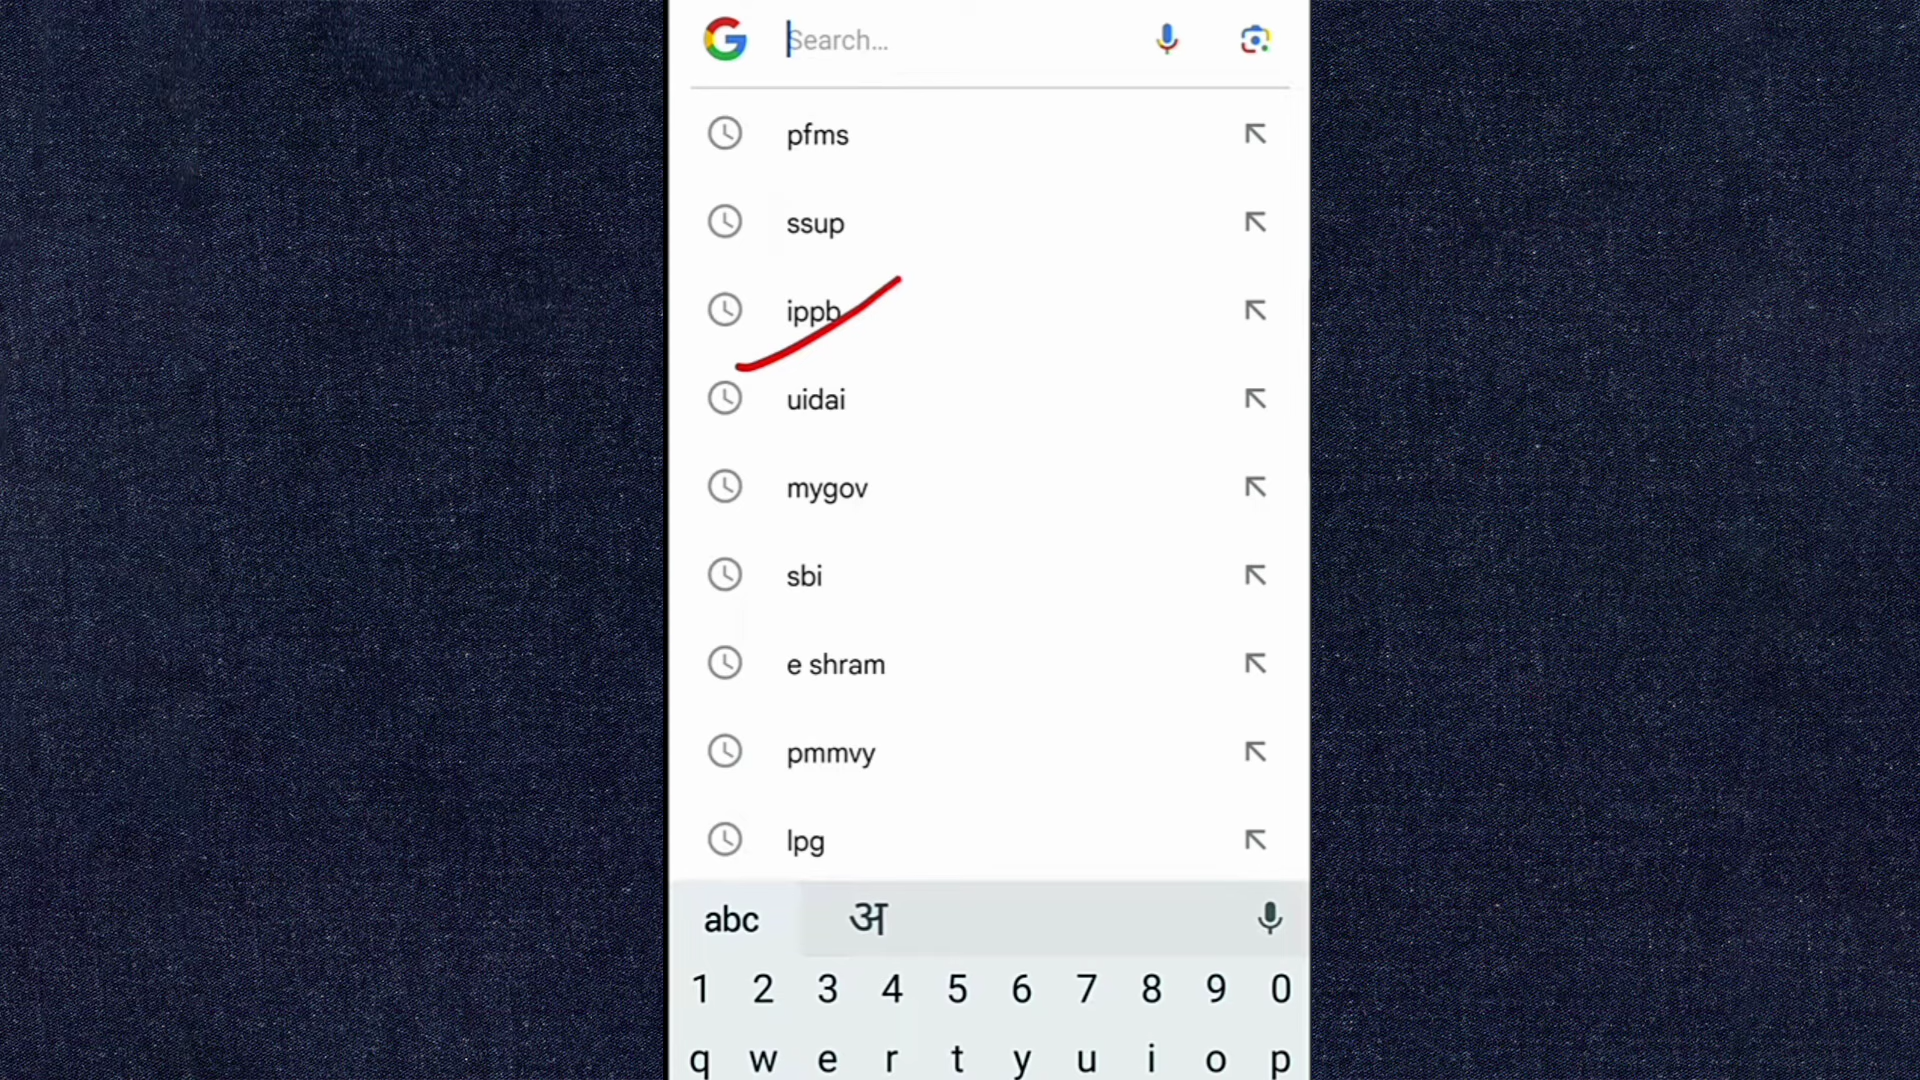 Search...
pfms
ssup
ippb
uidai
mygov
sbi
e shram
pmmvy
lpg
abc अ
1 2 3 4 5 6 7 8 9 0
q w e r t y u i o p